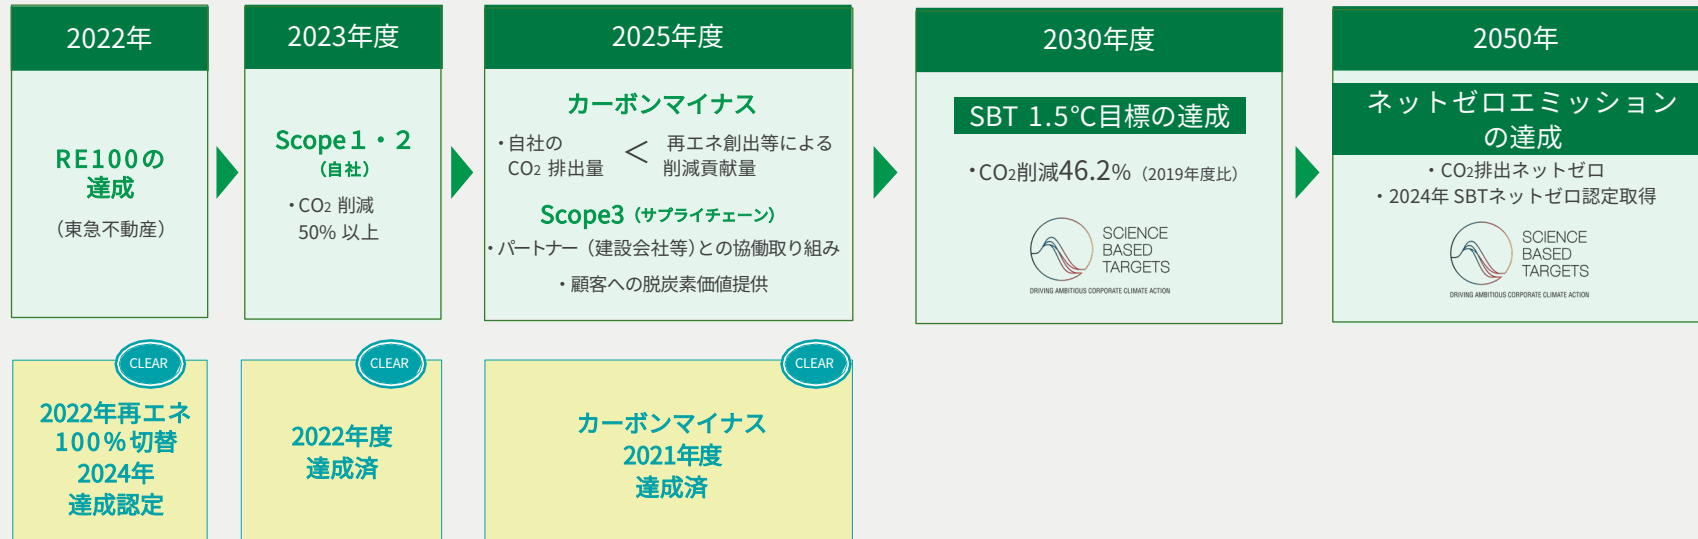 2022年
RE100の
達成
（東急不動産）
2023年度
Scope１・２
（自社）
・CO2 削減
50% 以上
2025年度
カーボンマイナス
・自社の
CO2 排出量
＜
再エネ創出等による
削減貢献量
Scope3（サプライチェーン）
・パートナー（建設会社等）との協働取り組み
・顧客への脱炭素価値提供
2030年度
SBT 1.5℃目標の達成
・CO2削減46.2%（2019年度比）
SCIENCE
BASED
TARGETS
DRIVING AMBITIOUS CORPORATE CLIMATE ACTION
2050年
ネットゼロエミッション
の達成
・CO2排出ネットゼロ
・2024年 SBTネットゼロ認定取得
SCIENCE
BASED
TARGETS
DRIVING AMBITIOUS CORPORATE CLIMATE ACTION
CLEAR
2022年再エネ
100％切替
2024年
達成認定
CLEAR
2022年度
達成済
CLEAR
カーボンマイナス
2021年度
達成済